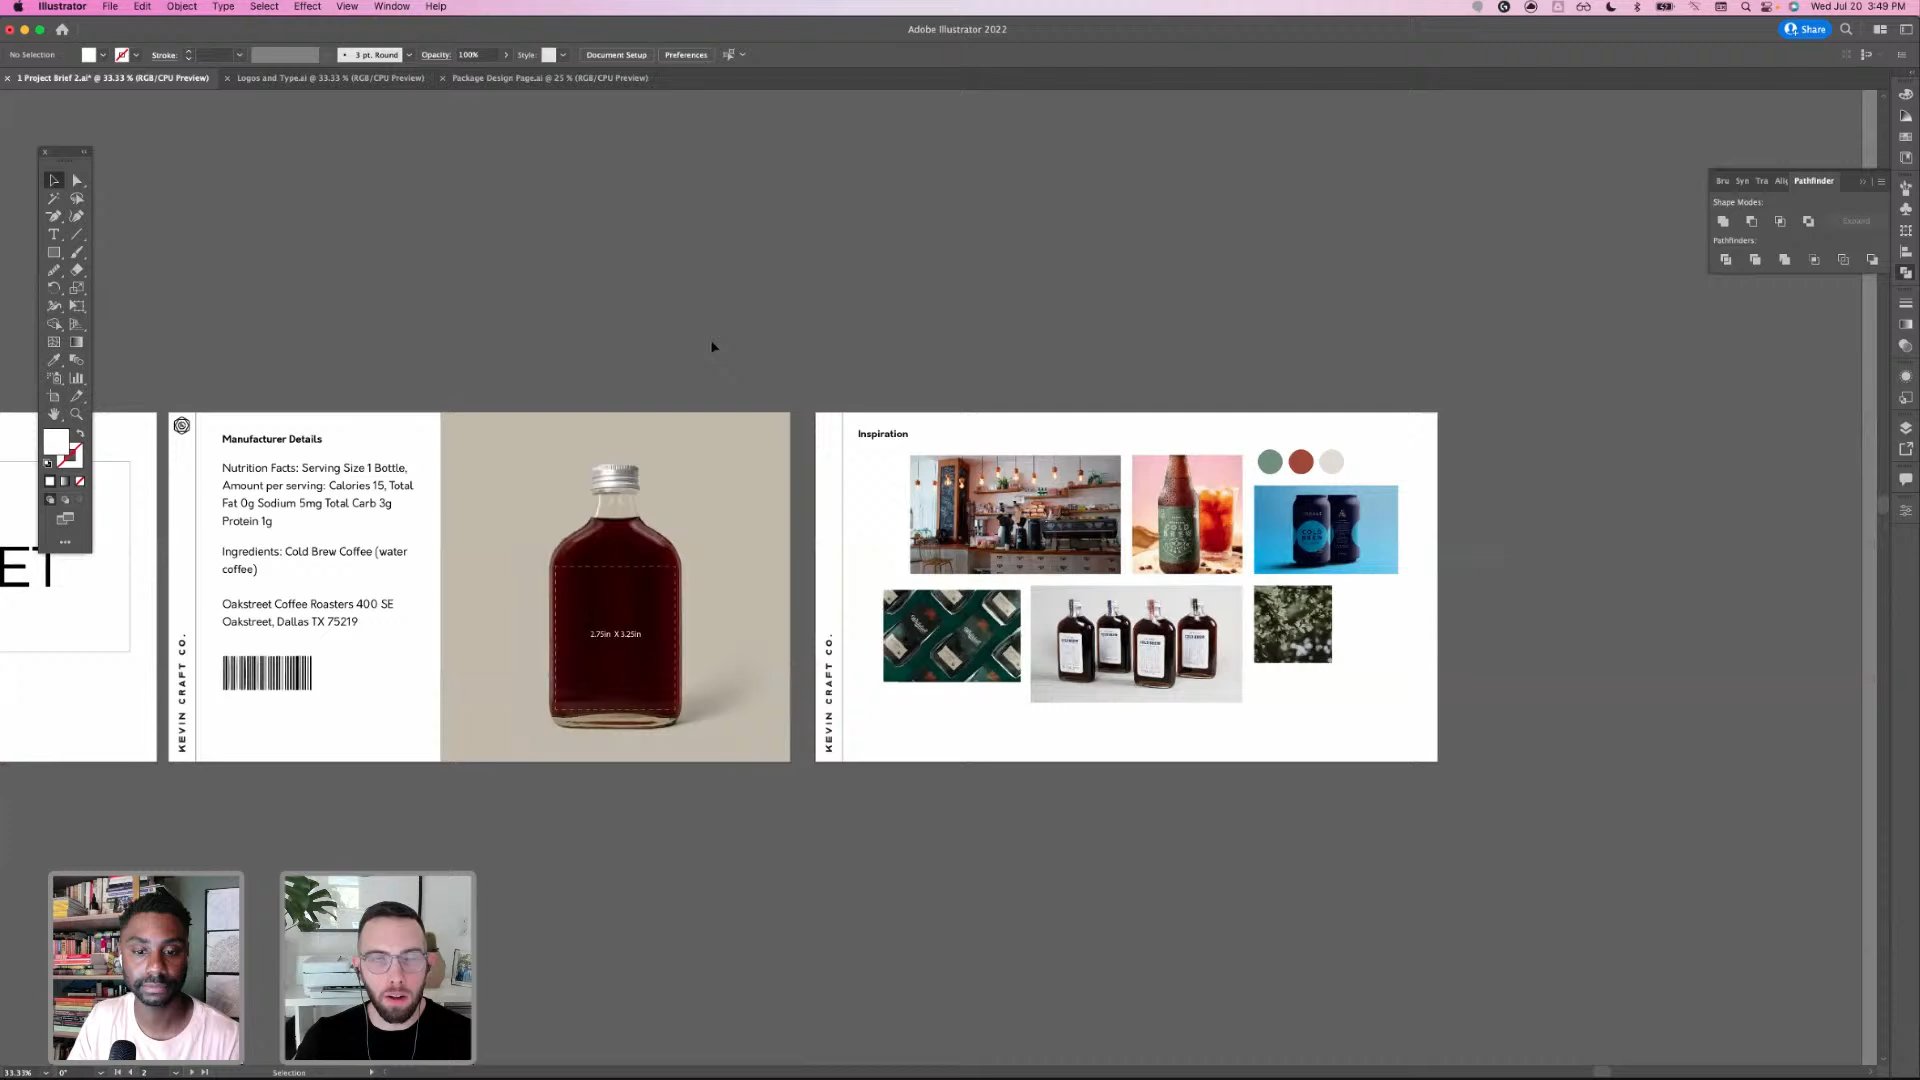 Illustrator File Edit Object Type Select Effect View Window Help
Wed Jul 20 3:49 PM
Adobe Illustrator 2022
Share
No Selection
Stroke:
3 pt. Round
Opacity: 100%
Style:
Document Setup
Preferences
1 Project Brief 2.ai* @ 33.33 % (RGB/CPU Preview)
Logos and Type.ai @ 33.33 % (RGB/CPU Preview)
Package Design Page.ai @ 25 % (RGB/CPU Preview)
Bru Syn Tra Alig Pathfinder
Shape Modes:
Expand
Pathfinders:
ET
KEVIN CRAFT CO.
Manufacturer Details
Nutrition Facts: Serving Size 1 Bottle,
Amount per serving: Calories 15, Total
Fat 0g Sodium 5mg Total Carb 3g
Protein 1g
Ingredients: Cold Brew Coffee (water
coffee)
Oakstreet Coffee Roasters 400 SE
Oakstreet, Dallas TX 75219
2.75in X 3.25in
KEVIN CRAFT CO.
Inspiration
COLD
BREW
COLD
BREW
33.33%
0°
2
Selection